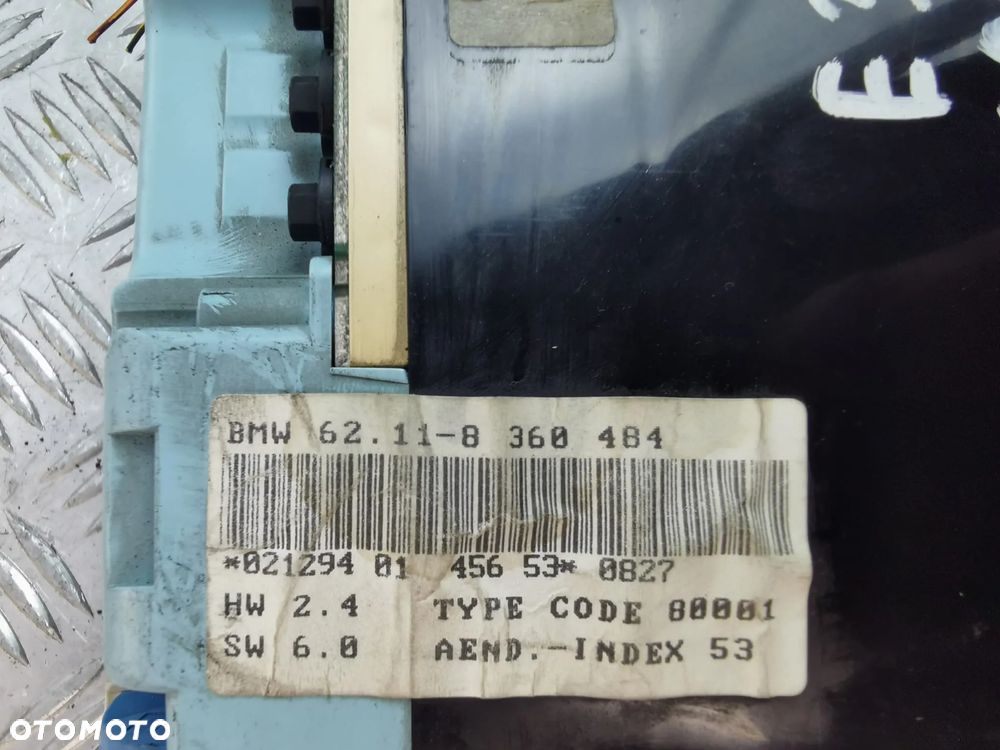 E
BMW 62.11-8 360 484
*021294 01 456 53* 0827
HW 2.4 TYPE CODE 80001
SW 6.0 AEND.-INDEX 53
OTOMOTO